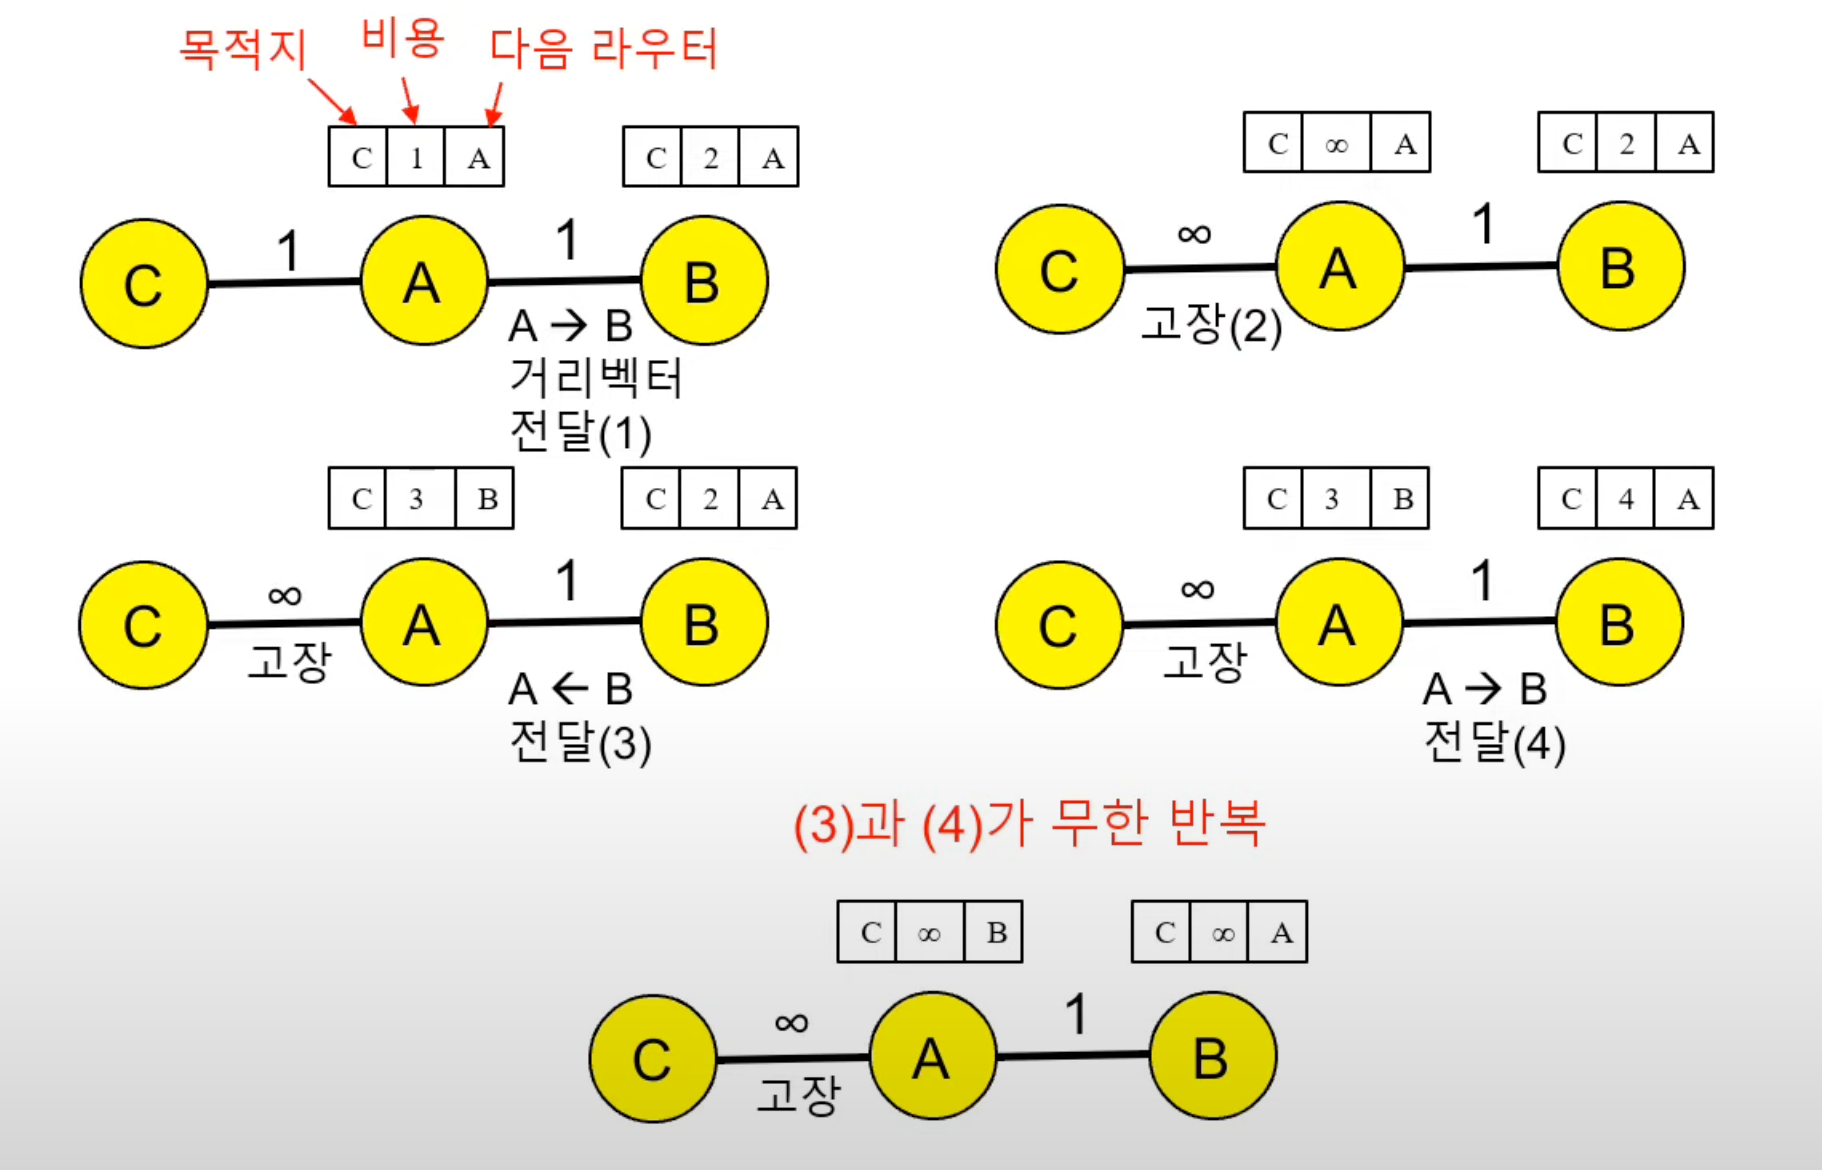 목적지 비용 다음 라우터
C 1 A
C 2 A
C 1 A 1 B
A → B
거리벡터
전달(1)
C ∞ A
C 2 A
C ∞ A 1 B
고장(2)
C 3 B
C 2 A
C ∞ A 1 B
고장
A ← B
전달(3)
C 3 B
C 4 A
C ∞ A 1 B
고장
A → B
전달(4)
(3)과 (4)가 무한 반복
C ∞ B
C ∞ A
C ∞ A 1 B
고장